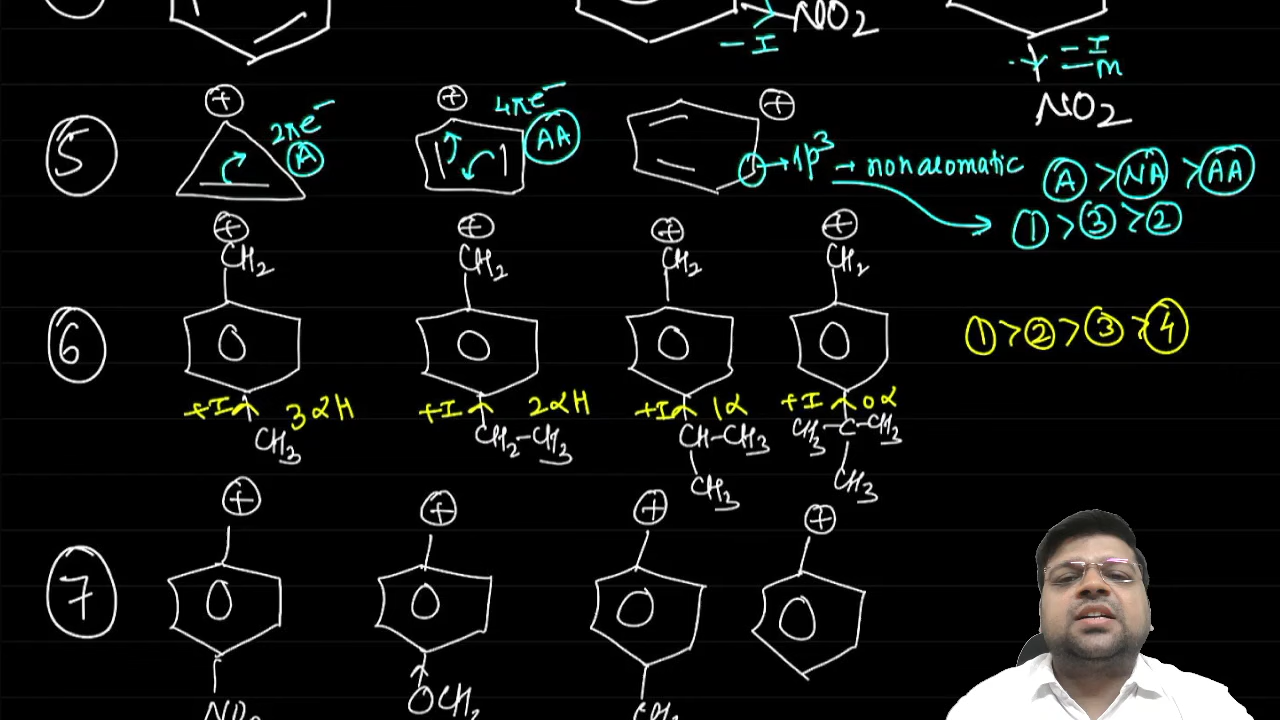 NO2
– I
– I
– m
NO2
5
+
2πe⁻
A
+
4πe⁻
AA
+
→ 1p³ → nonaromatic
A > NA > AA
1 > 3 > 2
6
+
CH2
+I
3αH
CH3
+
CH2
+I
2αH
CH2–CH3
+
CH2
+I
1α
CH–CH3
CH3
+
CH2
+I
0α
CH3–C–CH3
CH3
1 > 2 > 3 > 4
7
+
+
OCH3
+
+